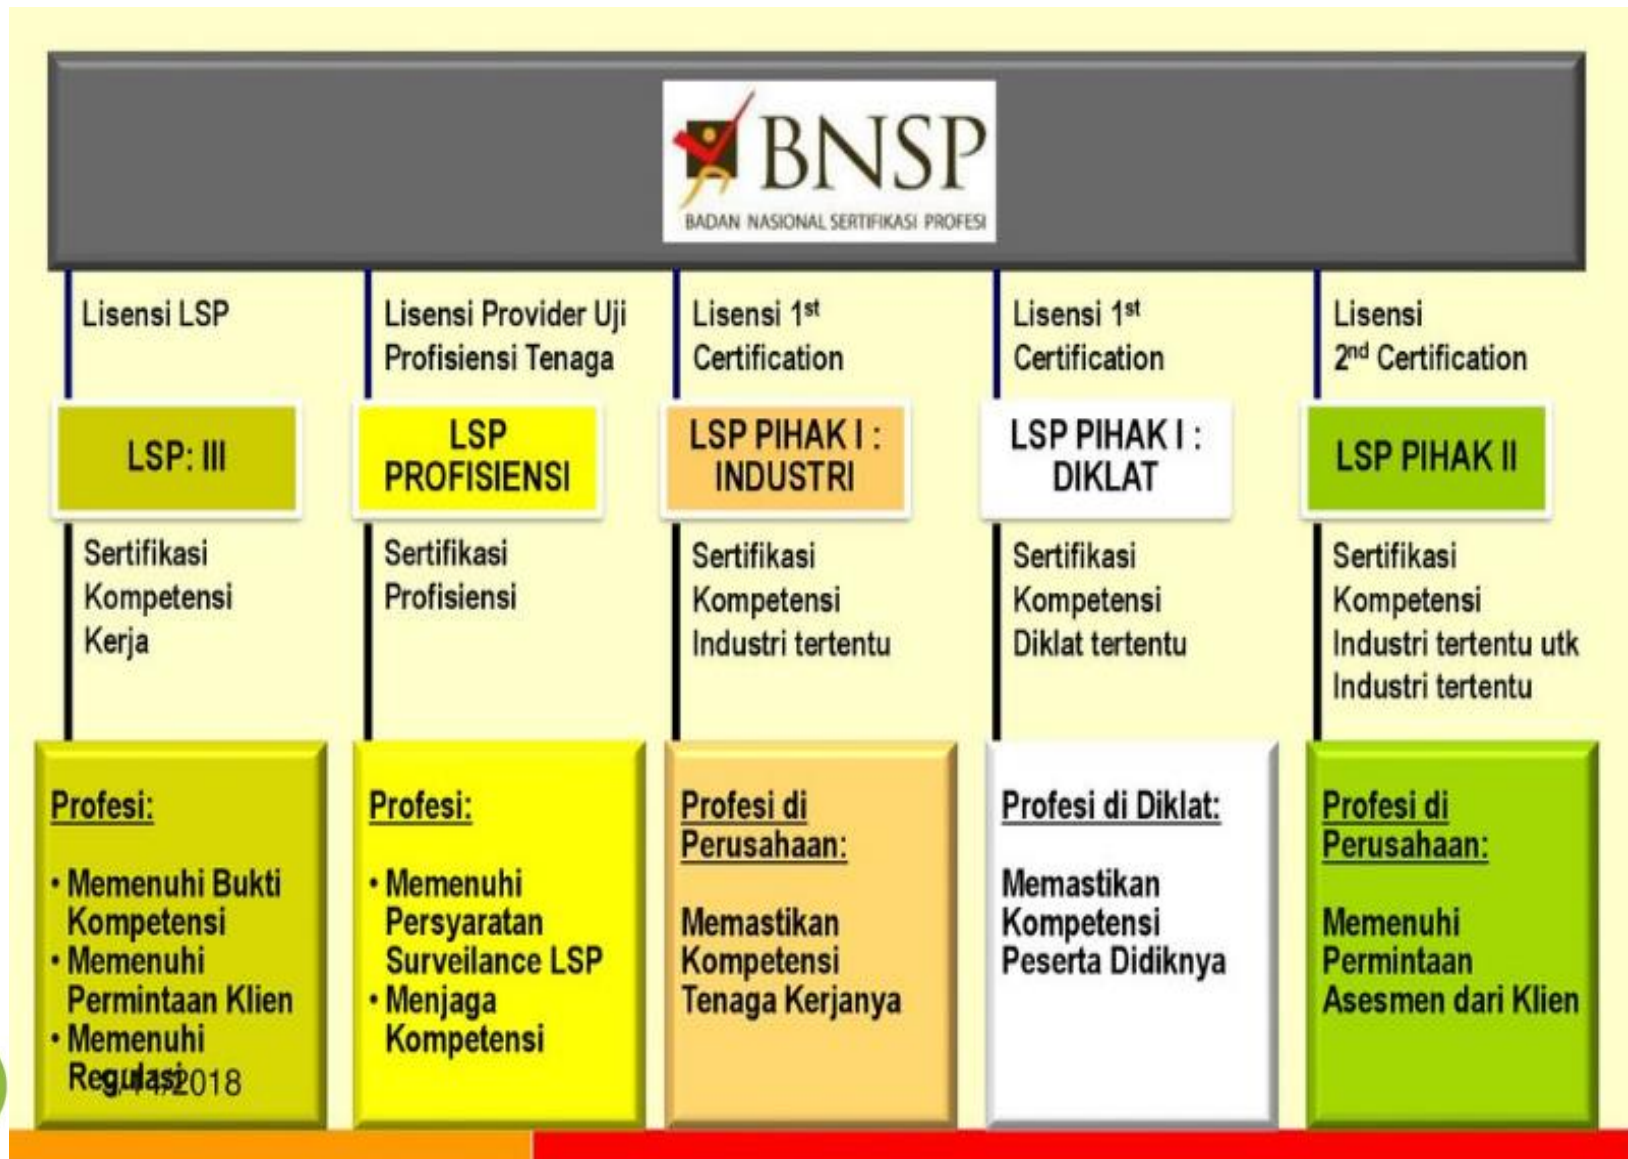 BNSP
BADAN NASIONAL SERTIFIKASI PROFESI
Lisensi LSP
LSP: III
Sertifikasi
Kompetensi
Kerja
Profesi:
• Memenuhi Bukti
Kompetensi
• Memenuhi
Permintaan Klien
• Memenuhi
Regulasi
Lisensi Provider Uji
Profisiensi Tenaga
LSP
PROFISIENSI
Sertifikasi
Profisiensi
Profesi:
• Memenuhi
Persyaratan
Surveilance LSP
• Menjaga
Kompetensi
Lisensi 1st
Certification
LSP PIHAK I :
INDUSTRI
Sertifikasi
Kompetensi
Industri tertentu
Profesi di
Perusahaan:
Memastikan
Kompetensi
Tenaga Kerjanya
Lisensi 1st
Certification
LSP PIHAK I :
DIKLAT
Sertifikasi
Kompetensi
Diklat tertentu
Profesi di Diklat:
Memastikan
Kompetensi
Peserta Didiknya
Lisensi
2nd Certification
LSP PIHAK II
Sertifikasi
Kompetensi
Industri tertentu utk
Industri tertentu
Profesi di
Perusahaan:
Memenuhi
Permintaan
Asesmen dari Klien